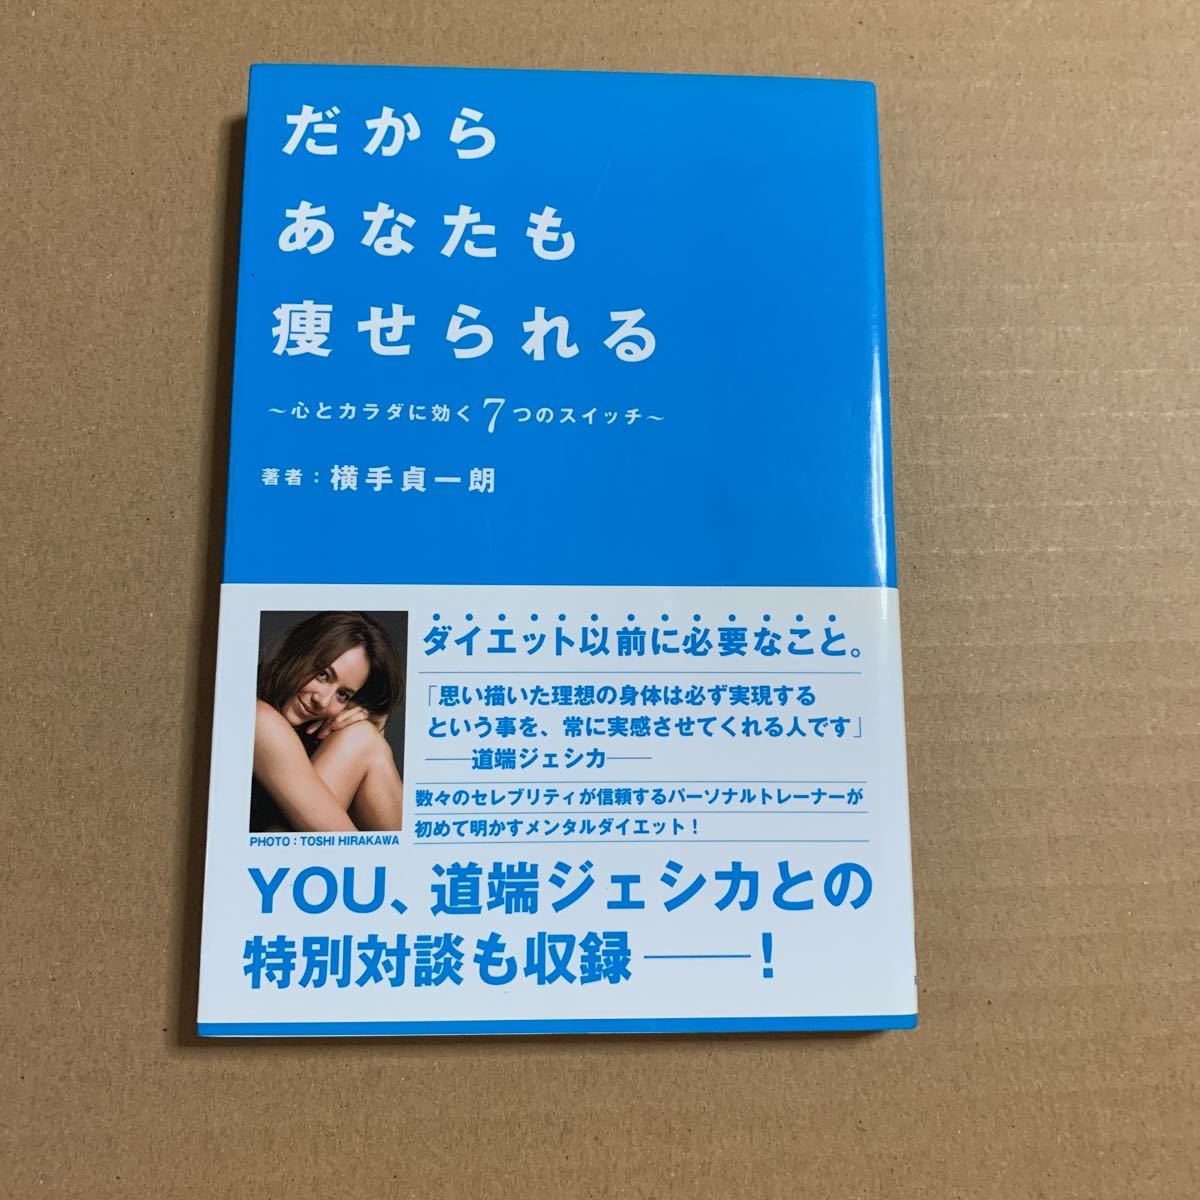 だから
あなたも
痩せられる
~心とカラダに効く7つのスイッチ~
著者:横手貞一朗
ダイエット以前に必要なこと。
「思い描いた理想の身体は必ず実現する
という事を、常に実感させてくれる人です」
──道端ジェシカ──
数々のセレブリティが信頼するパーソナルトレーナーが
初めて明かすメンタルダイエット!
PHOTO:TOSHI HIRAKAWA
YOU、道端ジェシカとの
特別対談も収録──!